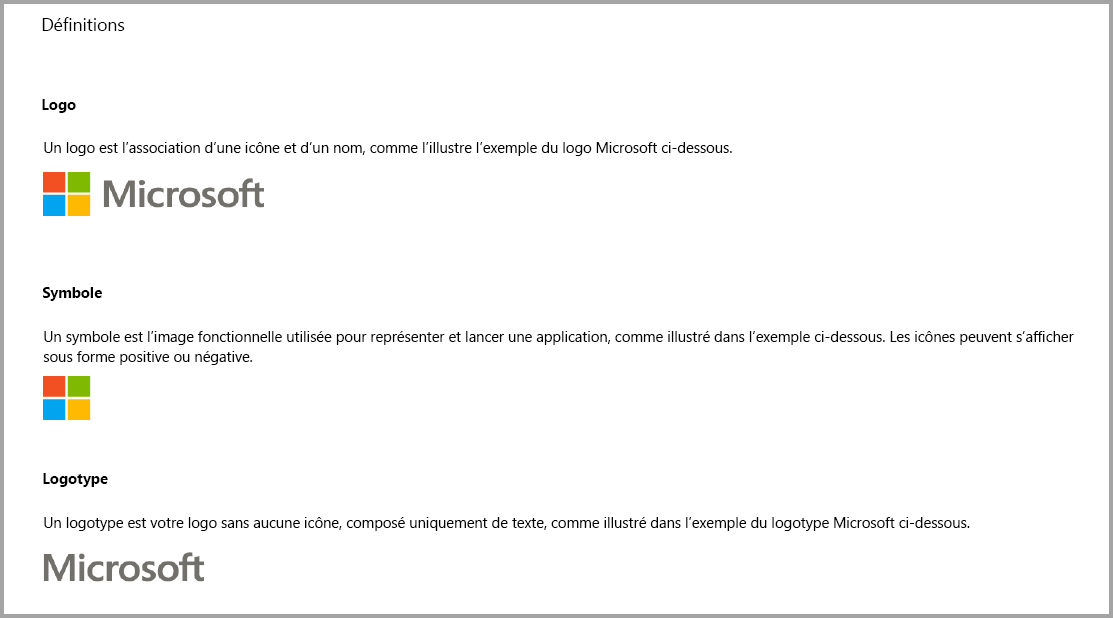 Définitions
Logo
Un logo est l’association d’une icône et d’un nom, comme l’illustre l’exemple du logo Microsoft ci-dessous.
Microsoft
Symbole
Un symbole est l’image fonctionnelle utilisée pour représenter et lancer une application, comme illustré dans l’exemple ci-dessous. Les icônes peuvent s’afficher
sous forme positive ou négative.
Logotype
Un logotype est votre logo sans aucune icône, composé uniquement de texte, comme illustré dans l’exemple du logotype Microsoft ci-dessous.
Microsoft